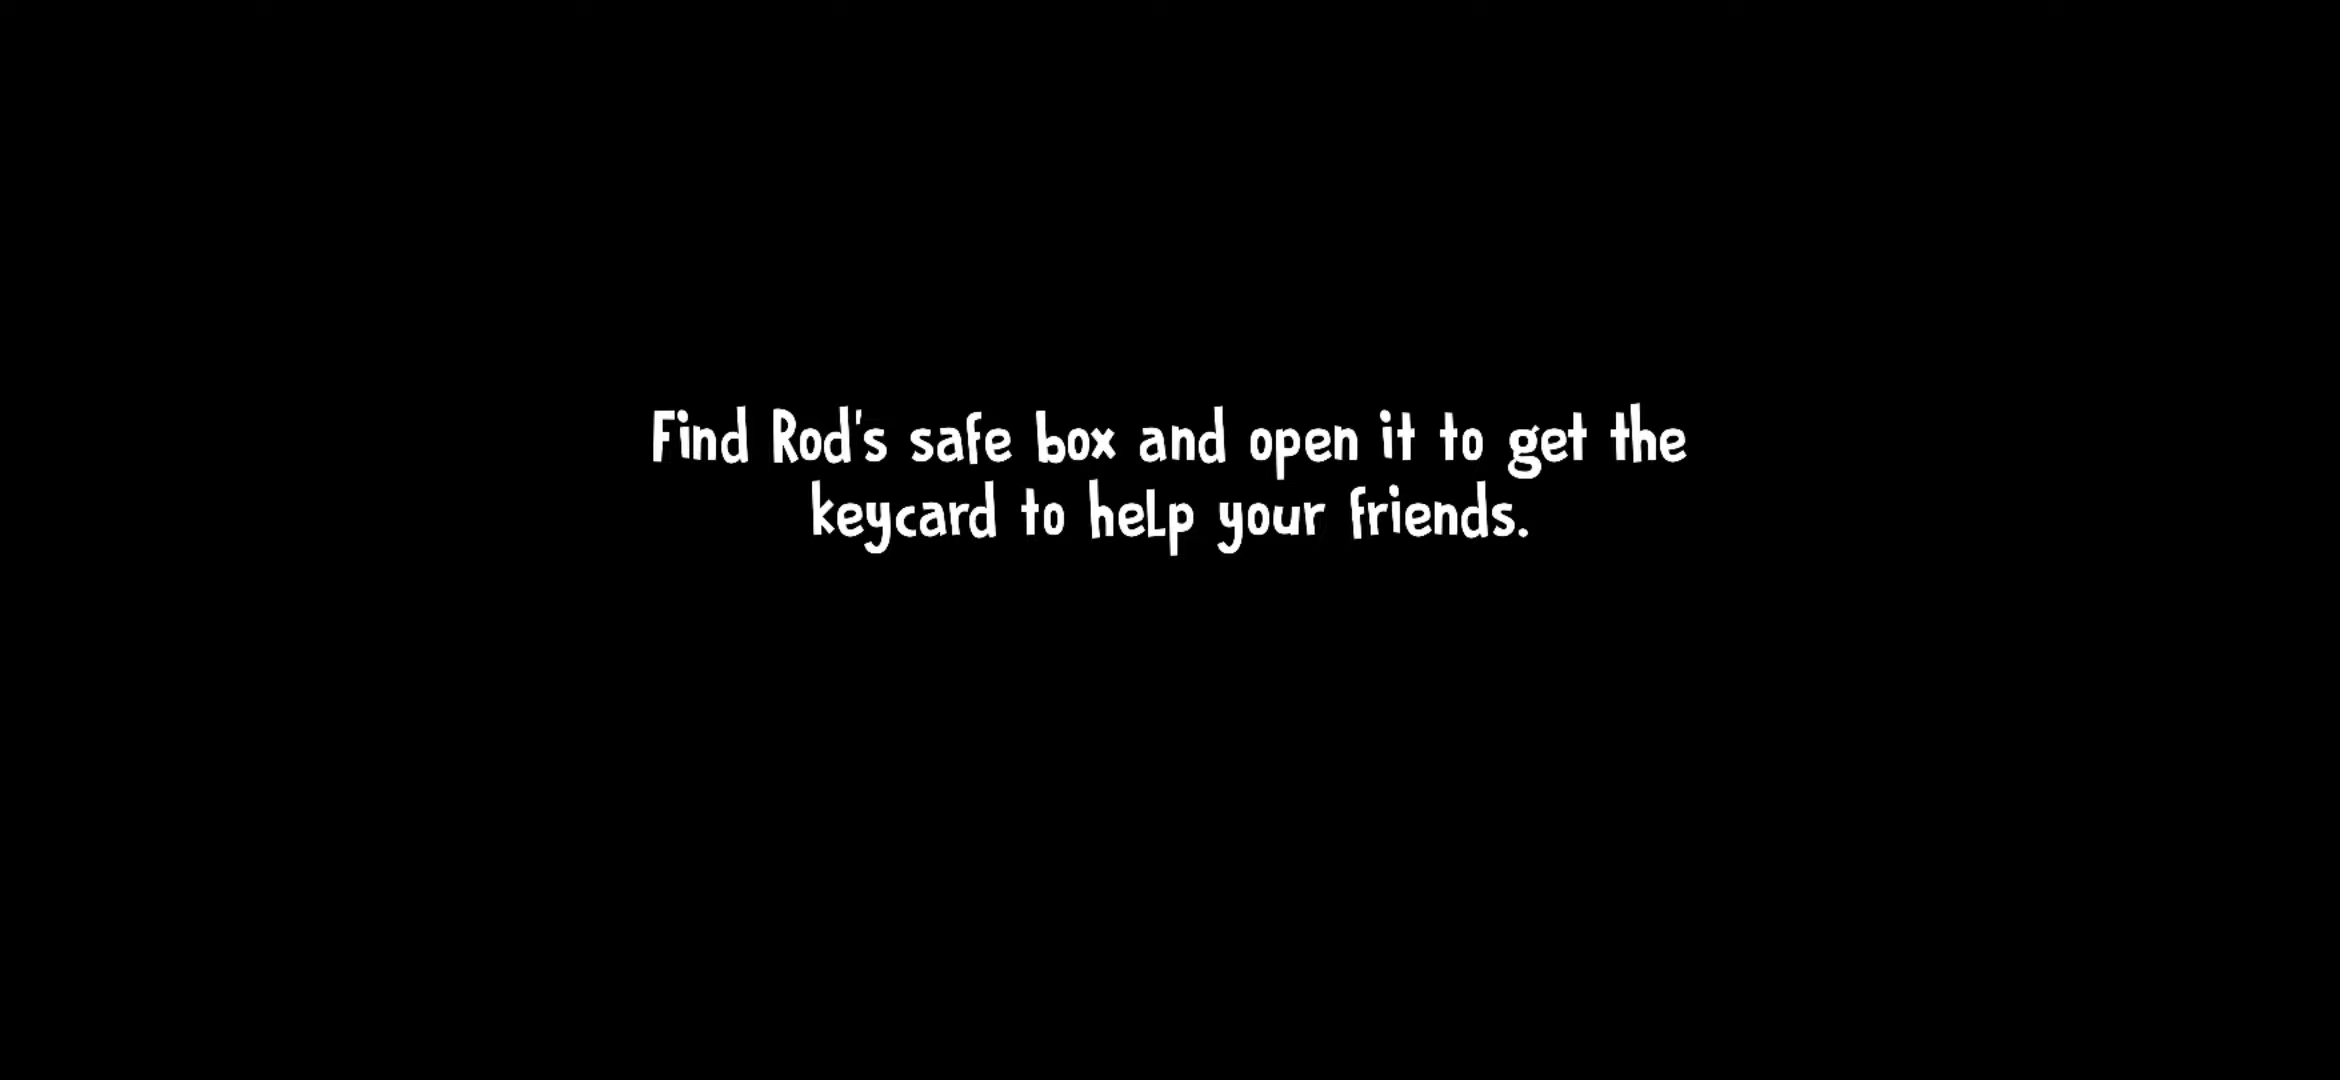 Find Rod's safe box and open it to get the
keycard to help your friends.